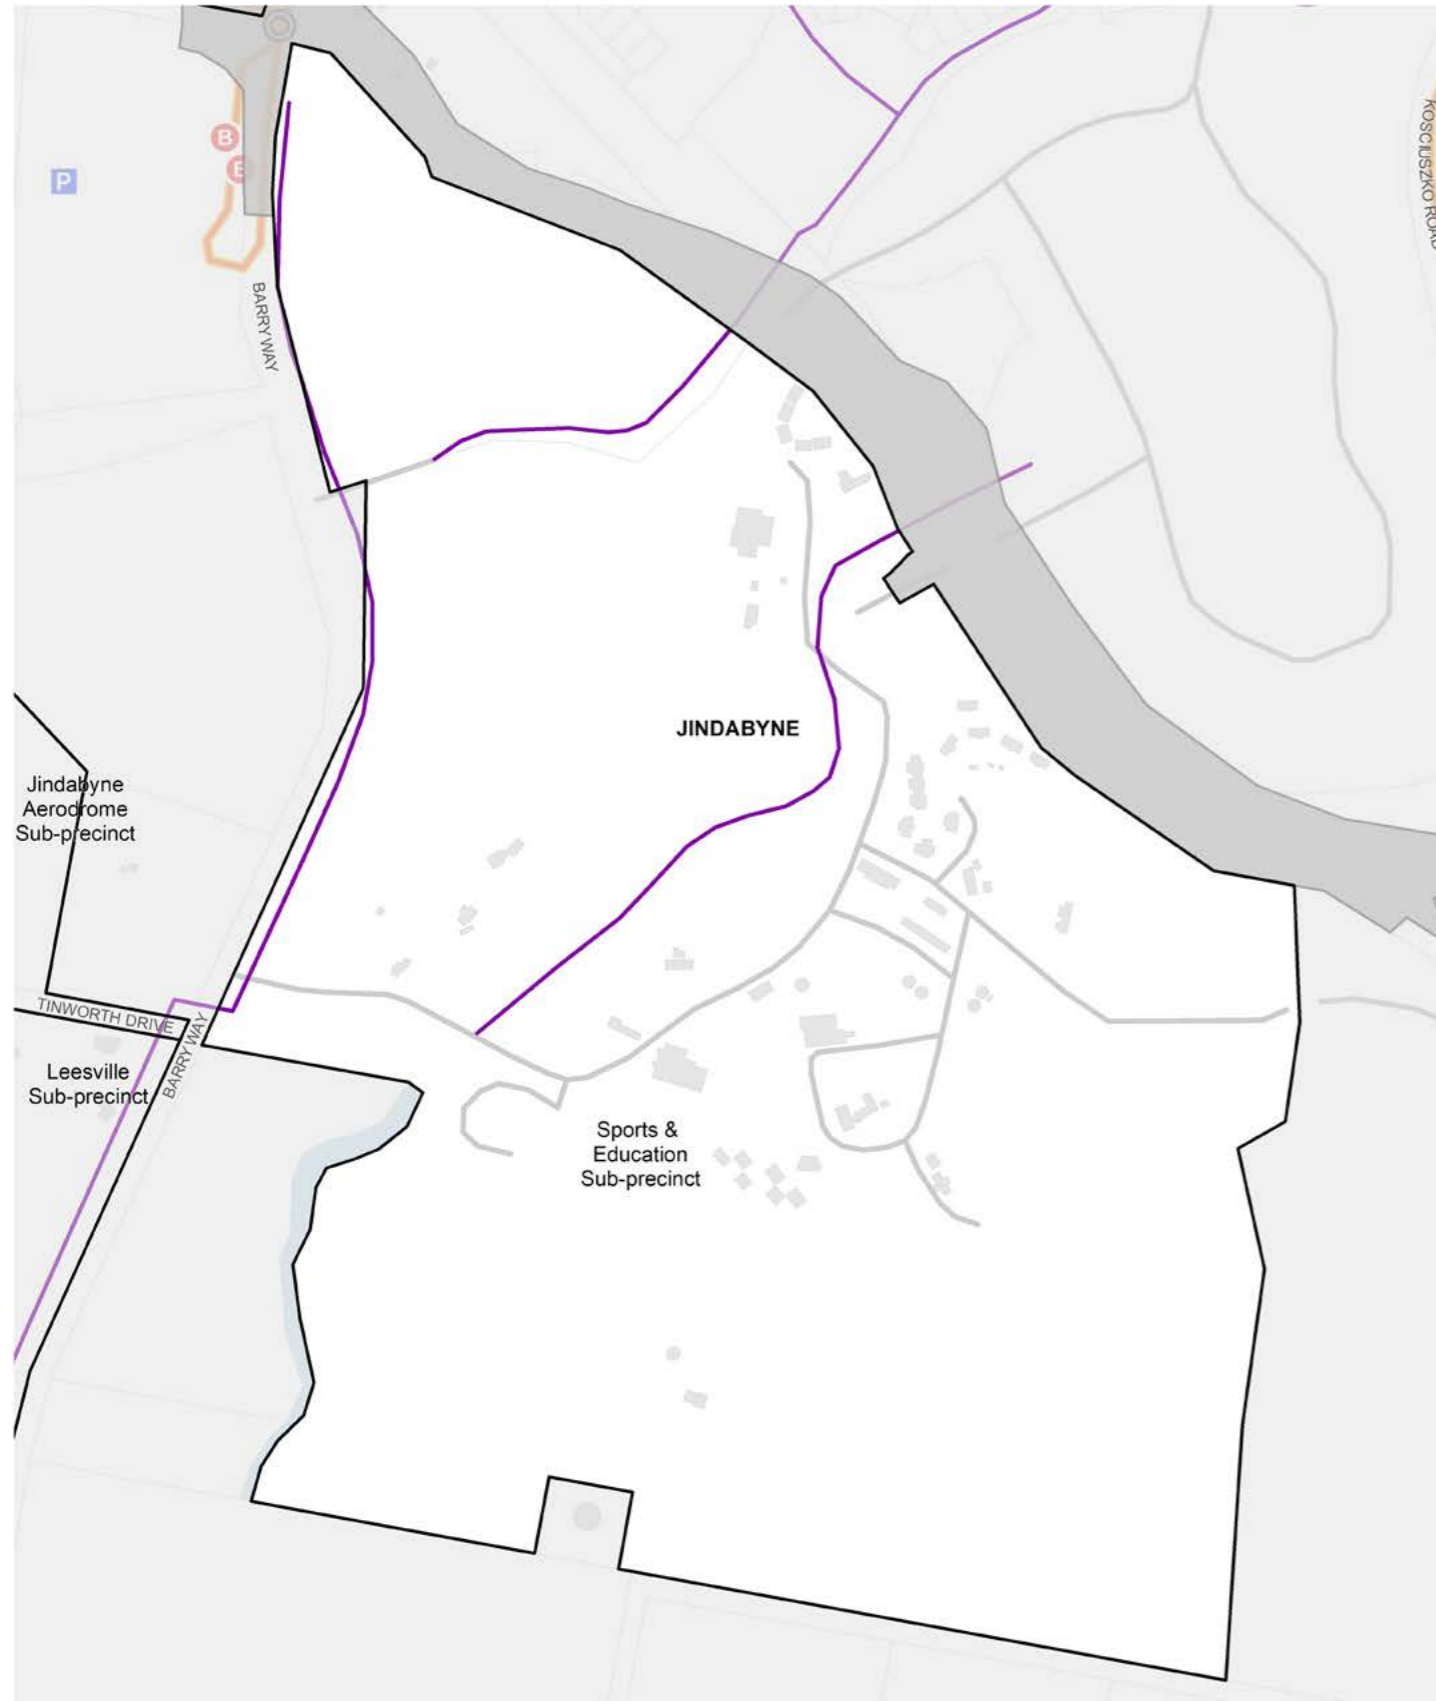 KOSCIUSZKO ROAD
B
B
P
BARRY WAY
JINDABYNE
Jindabyne
Aerodrome
Sub-precinct
TINWORTH DRIVE
BARRY WAY
Leesville
Sub-precinct
Sports &
Education
Sub-precinct